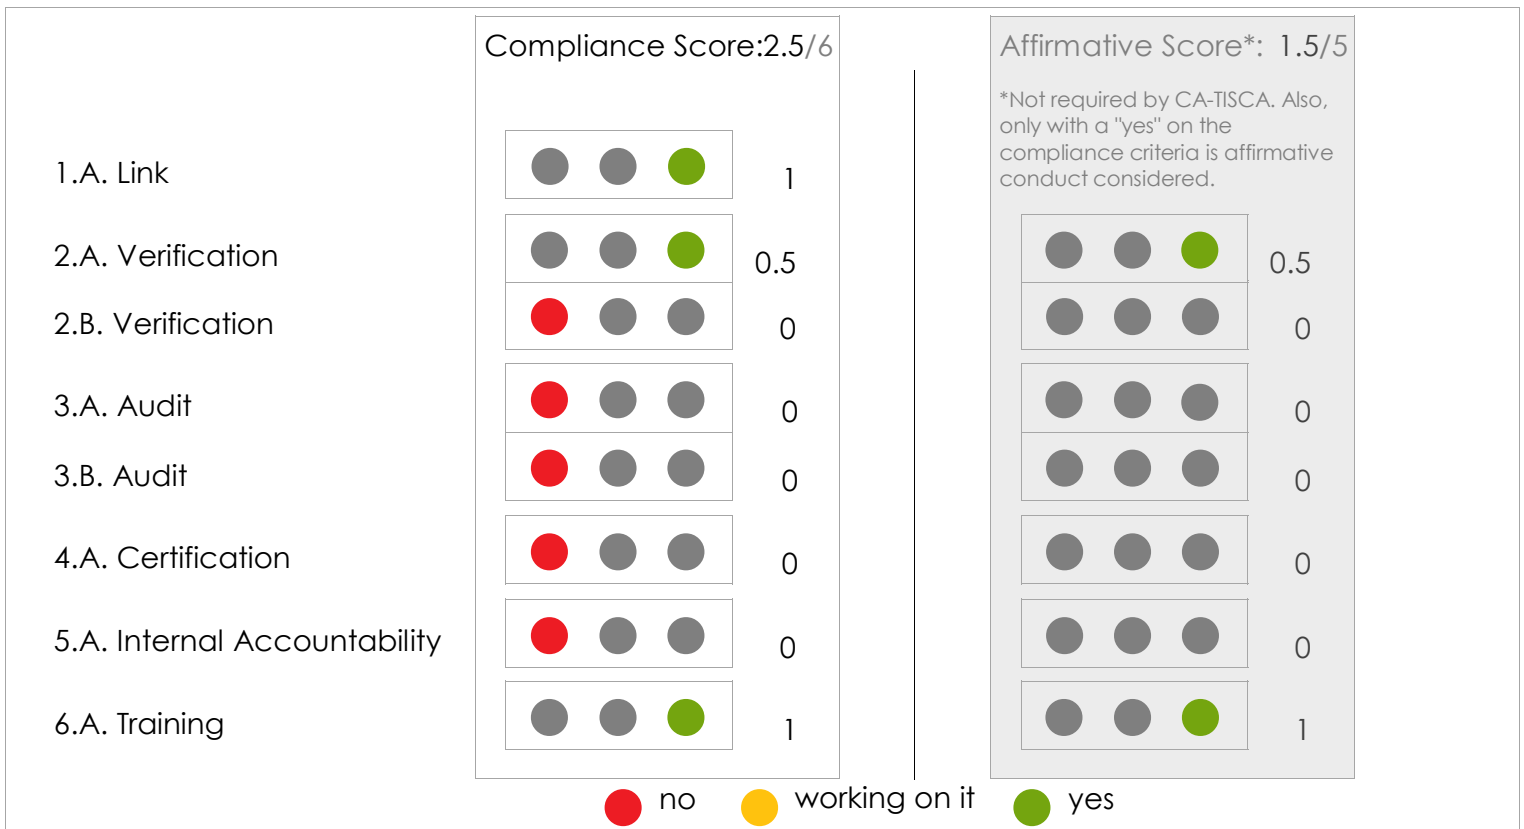 Compliance Score:2.5/6
Affirmative Score*: 1.5/5
*Not required by CA-TISCA. Also,
only with a "yes" on the
compliance criteria is affirmative
conduct considered.
1.A. Link
1
2.A. Verification
0.5
0.5
2.B. Verification
0
0
3.A. Audit
0
0
3.B. Audit
0
0
4.A. Certification
0
0
5.A. Internal Accountability
0
0
6.A. Training
1
1
no
working on it
yes